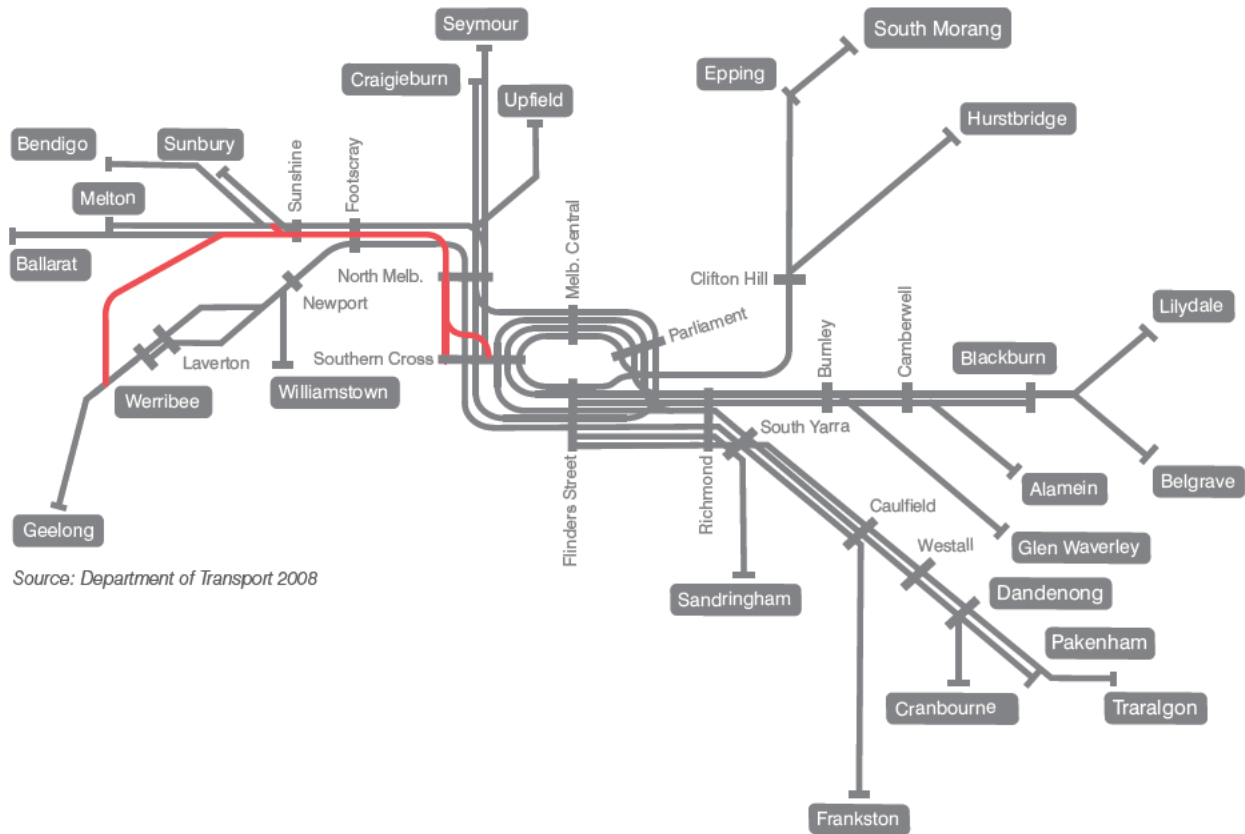 Seymour
South Morang
Craigieburn
Epping
Upfield
Hurstbridge
Bendigo
Sunbury
Sunshine
Footscray
Melton
Ballarat
North Melb.
Melb. Central
Clifton Hill
Newport
Parliament
Lilydale
Southern Cross
Burnley
Camberwell
Blackburn
Laverton
Werribee
Williamstown
South Yarra
Flinders Street
Richmond
Alamein
Belgrave
Geelong
Caulfield
Westall
Glen Waverley
Source: Department of Transport 2008
Sandringham
Dandenong
Pakenham
Cranbourne
Traralgon
Frankston